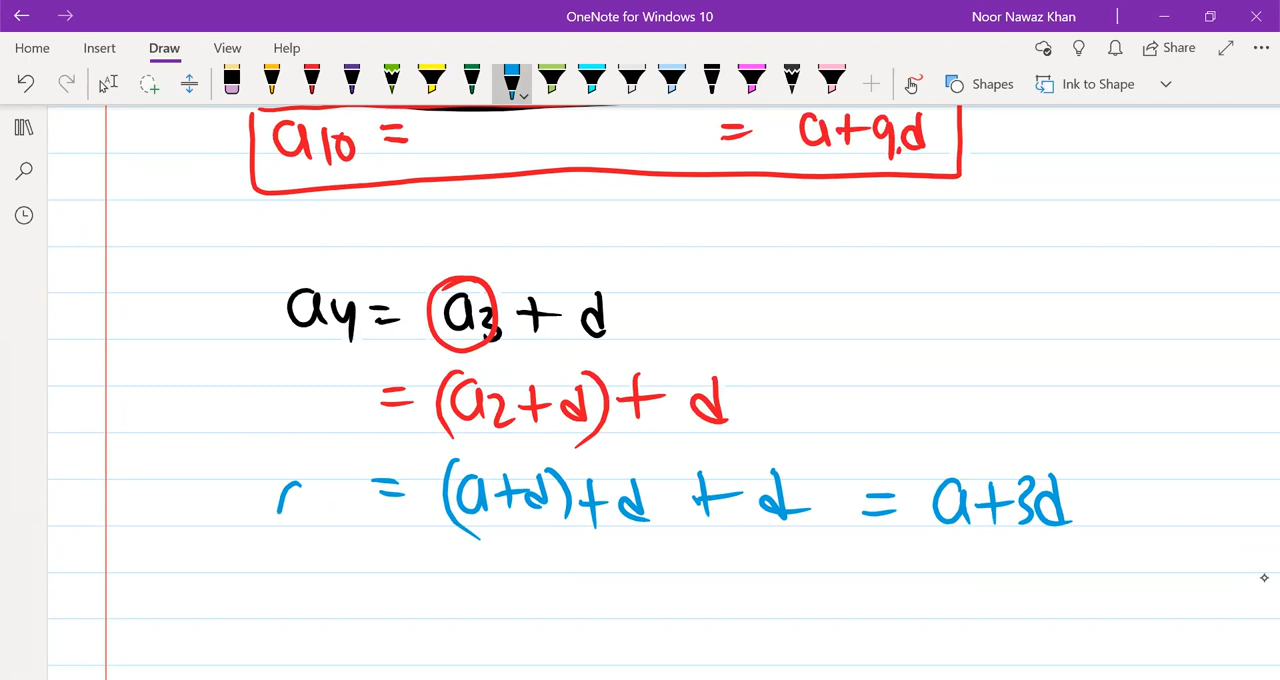 OneNote for Windows 10
Noor Nawaz Khan
Home Insert Draw View Help Share
Shapes Ink to Shape
a10 = = a+9.d
a4 = a3 + d
= (a2+d) + d
r = (a+d)+d + d = a+3d